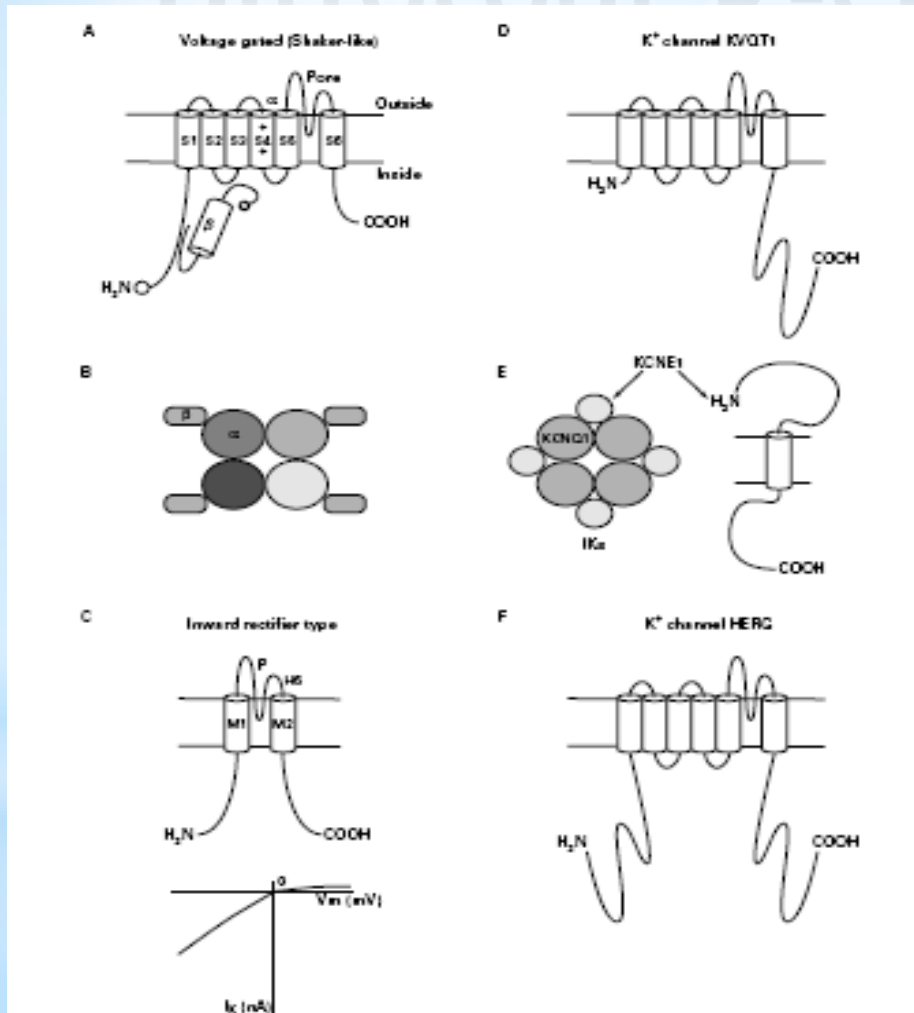 A
Voltage gated (Shaker-like)
α
Pore
Outside
S1 S2 S3 + S4 + S5 S6
Inside
COOH
H₂N
B
β
α
C
Inward rectifier type
P
H5
M1 M2
H₂N
COOH
0
Vm (mV)
IK (nA)
D
K⁺ channel KVQT1
H₂N
COOH
E
KCNE1
H₂N
KCNQ1
IKs
COOH
F
K⁺ channel HERG
H₂N
COOH